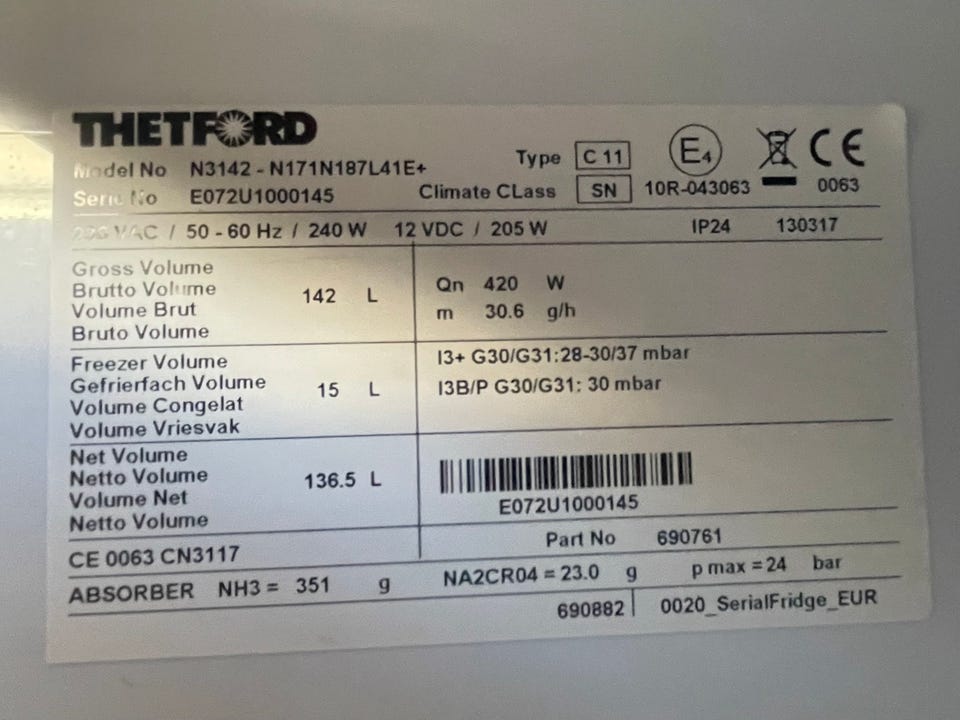 THETFORD
Model No N3142 - N171N187L41E+ Type C 11 E4 CE
Serie No E072U1000145 Climate CLass SN 10R-043063 0063
VAC / 50 - 60 Hz / 240 W 12 VDC / 205 W IP24 130317
Gross Volume
Brutto Volume
Volume Brut
Bruto Volume
142 L
Qn 420 W
m 30.6 g/h
Freezer Volume
Gefrierfach Volume
Volume Congelat
Volume Vriesvak
15 L
I3+ G30/G31:28-30/37 mbar
I3B/P G30/G31: 30 mbar
Net Volume
Netto Volume
Volume Net
Netto Volume
136.5 L
E072U1000145
CE 0063 CN3117
Part No 690761
ABSORBER NH3 = 351 g NA2CR04 = 23.0 g p max = 24 bar
690882 0020_SerialFridge_EUR